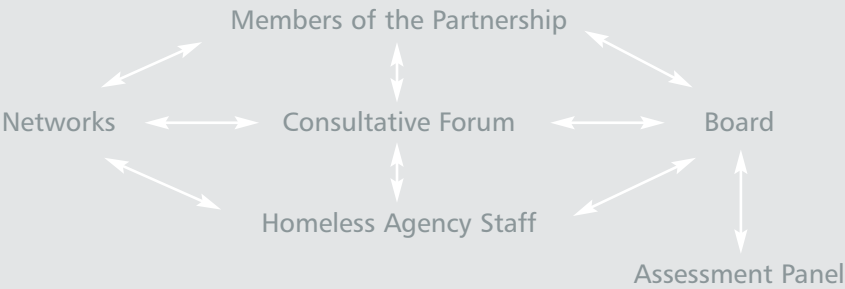 Members of the Partnership
Networks
Consultative Forum
Board
Homeless Agency Staff
Assessment Panel